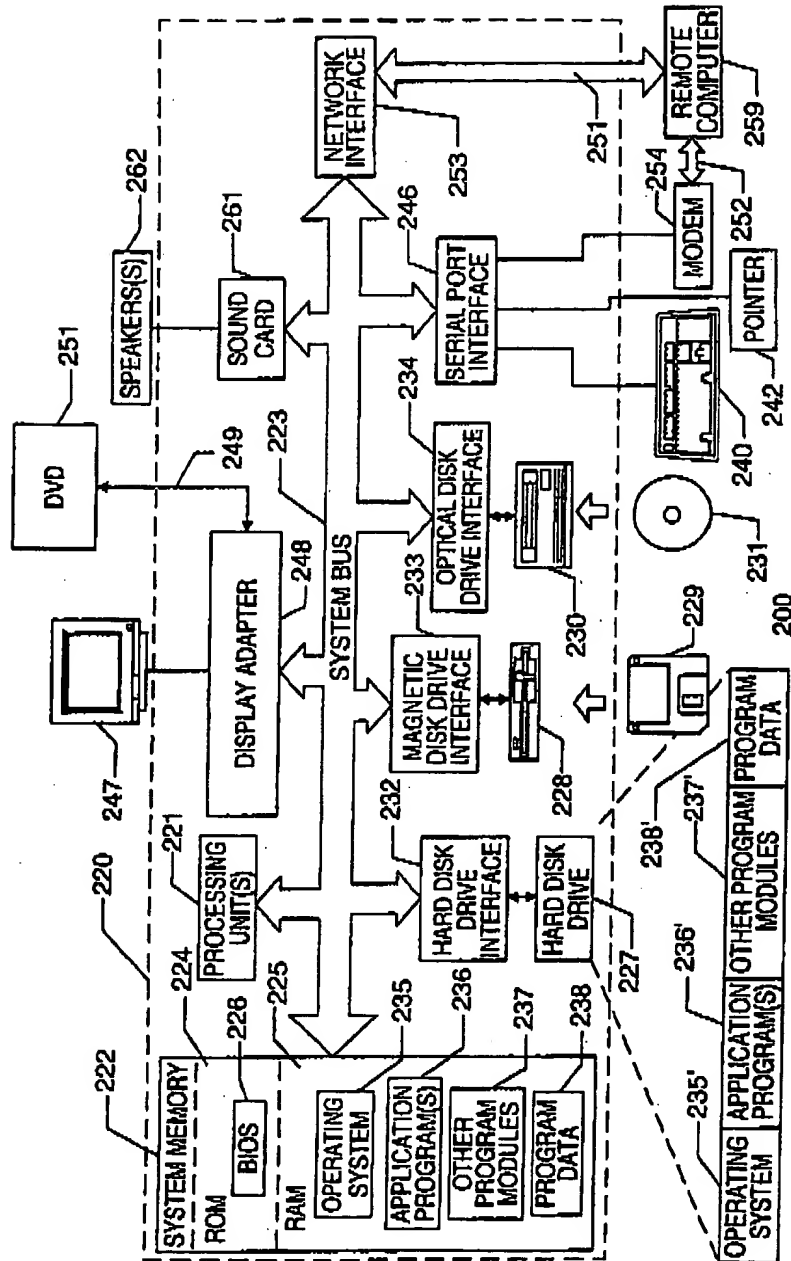 222
220
221
247
DVD
251
249
SPEAKERS(S)
262
SYSTEM MEMORY
224
ROM
226
BIOS
225
RAM
OPERATING
SYSTEM
235
APPLICATION
PROGRAM(S)
236
OTHER
PROGRAM
MODULES
237
PROGRAM
DATA
238
PROCESSING
UNIT(S)
DISPLAY ADAPTER
248
223
SYSTEM BUS
SOUND
CARD
261
NETWORK
INTERFACE
253
HARD DISK
DRIVE
INTERFACE
232
MAGNETIC
DISK DRIVE
INTERFACE
233
OPTICAL DISK
DRIVE INTERFACE
234
SERIAL PORT
INTERFACE
246
HARD DISK
DRIVE
227
228
230
251
229
231
240
242
POINTER
MODEM
254
252
REMOTE
COMPUTER
259
200
235'
236'
237'
238'
OPERATING
SYSTEM
APPLICATION
PROGRAM(S)
OTHER PROGRAM
MODULES
PROGRAM
DATA